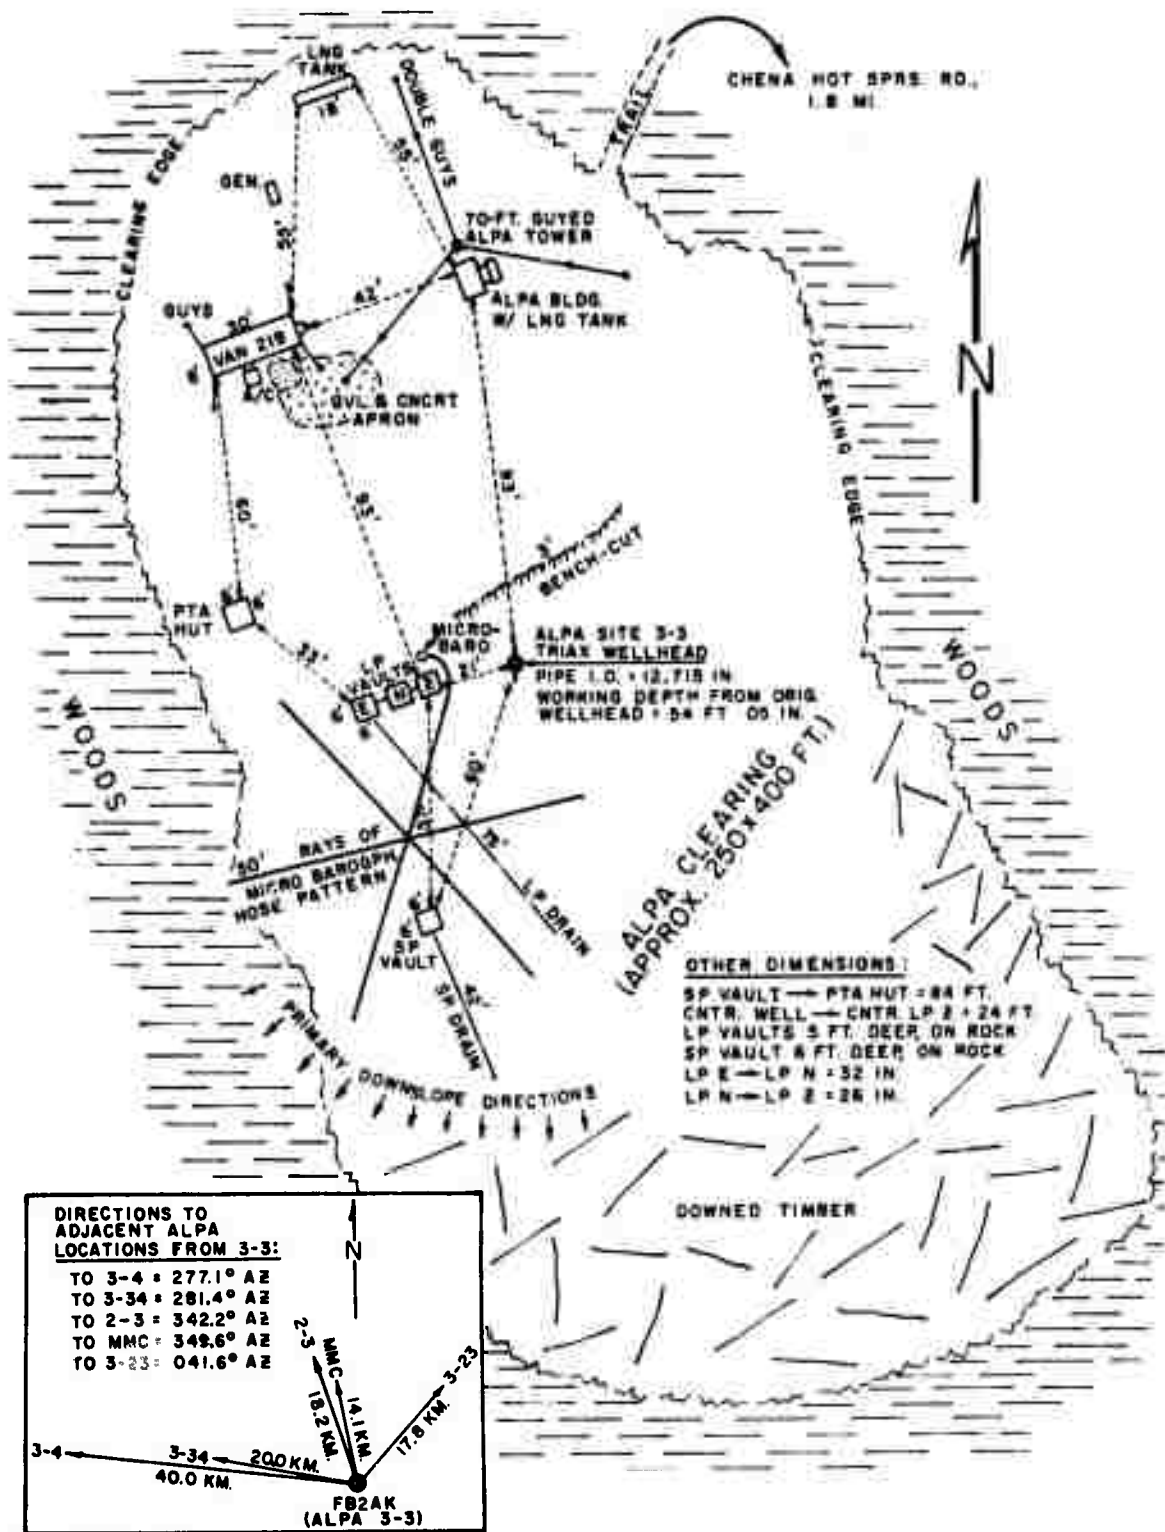 LNG
TANK
18'
DOUBLE GUYS
55'
TRAIL
CHENA HOT SPRS. RD.,
1.8 MI.
CLEARING EDGE
GEN.
50'
70-FT. GUYED
ALPA TOWER
42'
ALPA BLDG.
W/ LNG TANK
GUYS
30'
VAN 219
8'
A/C
GVL & CNCRT
APRON
CLEARING EDGE
N
60'
95'
3'
BENCH-CUT
PTA
HUT
6'
33'
MICRO-
BARO
LP
VAULTS
21'
ALPA SITE 3-3
TRIAX WELLHEAD
PIPE I.D. = 12.715 IN
WORKING DEPTH FROM ORIG.
WELLHEAD = 54 FT 05 IN.
WOODS
WOODS
50'
75'
ALPA CLEARING
(APPROX. 250 x 400 FT.)
50'
RAYS OF
MICRO BAROGPH
HOSE PATTERN
LP DRAIN
6'
SP
VAULT
42'
SP DRAIN
OTHER DIMENSIONS:
SP VAULT → PTA HUT = 84 FT.
CNTR. WELL → CNTR. LP Z = 24 FT
LP VAULTS 5 FT. DEEP, ON ROCK
SP VAULT 6 FT. DEEP, ON ROCK
LP E → LP N = 32 IN
LP N → LP Z = 26 IN.
PRIMARY DOWNSLOPE DIRECTIONS
DOWNED TIMBER
DIRECTIONS TO
ADJACENT ALPA
LOCATIONS FROM 3-3:
TO 3-4 = 277.1° AZ
TO 3-34 = 281.4° AZ
TO 2-3 = 342.2° AZ
TO MMC = 349.6° AZ
TO 3-23 = 041.6° AZ
N
2-3
18.2 KM.
MMC
14.1 KM.
3-23
17.8 KM.
3-4
40.0 KM.
3-34
20.0 KM.
FB2AK
(ALPA 3-3)